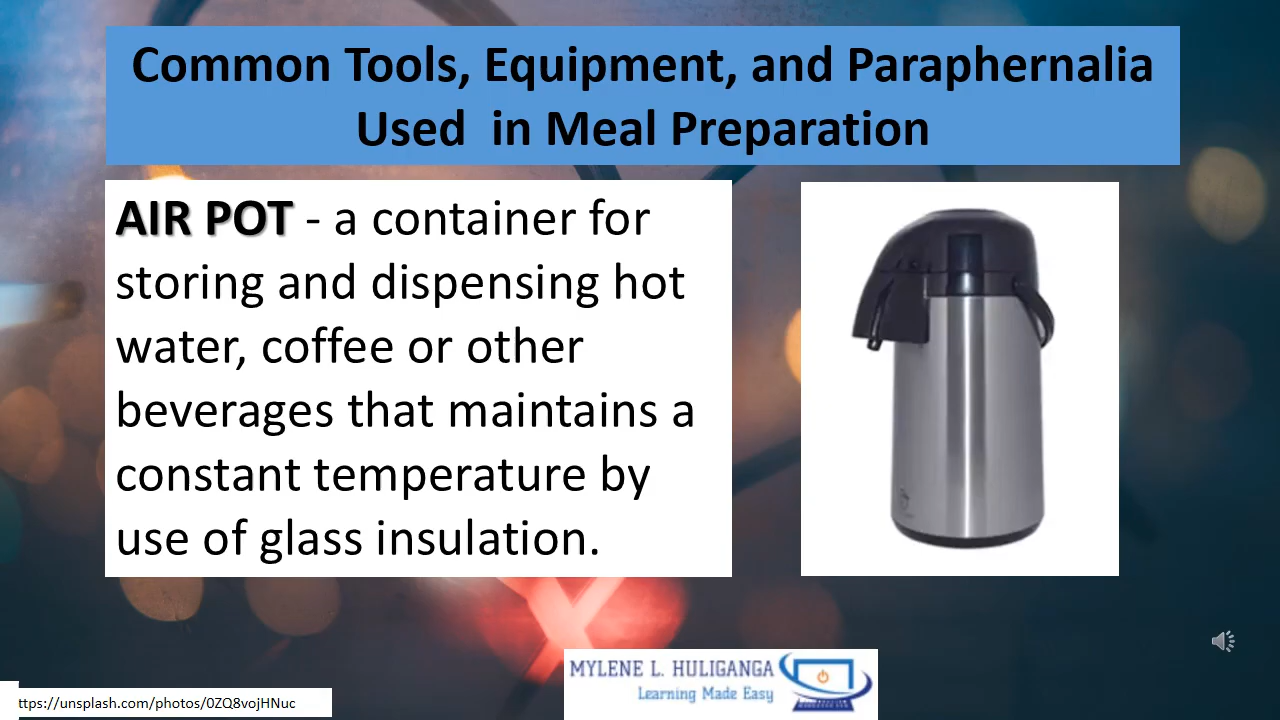 Common Tools, Equipment, and Paraphernalia
Used in Meal Preparation
AIR POT - a container for
storing and dispensing hot
water, coffee or other
beverages that maintains a
constant temperature by
use of glass insulation.
MYLENE L. HULIGANGA
Learning Made Easy
ttps://unsplash.com/photos/0ZQ8vojHNuc